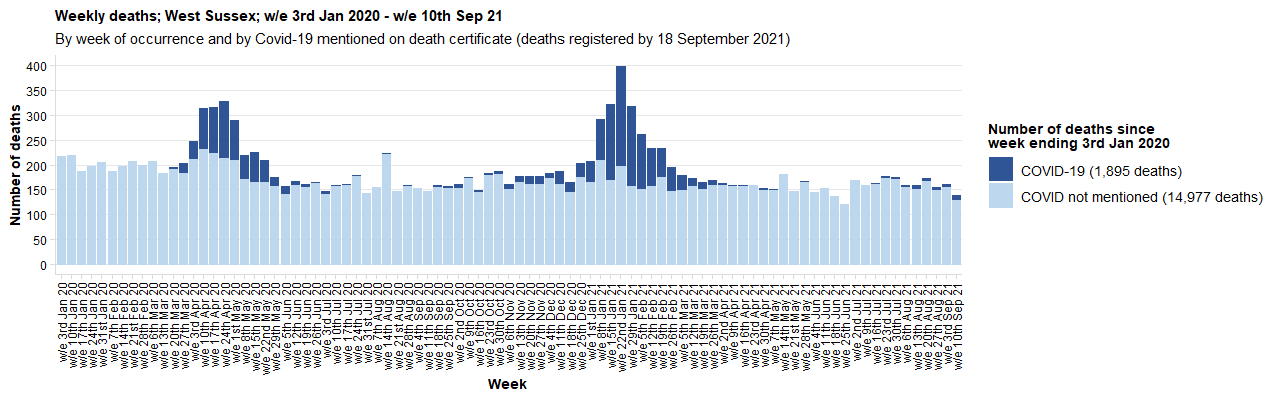 Weekly deaths; West Sussex; w/e 3rd Jan 2020 - w/e 10th Sep 21
By week of occurrence and by Covid-19 mentioned on death certificate (deaths registered by 18 September 2021)
Number of deaths
400
350
300
250
200
150
100
50
0
w/e 3rd Jan 20
w/e 10th Jan 20
w/e 17th Jan 20
w/e 24th Jan 20
w/e 31st Jan 20
w/e 7th Feb 20
w/e 14th Feb 20
w/e 21st Feb 20
w/e 28th Feb 20
w/e 6th Mar 20
w/e 13th Mar 20
w/e 20th Mar 20
w/e 27th Mar 20
w/e 3rd Apr 20
w/e 10th Apr 20
w/e 17th Apr 20
w/e 24th Apr 20
w/e 1st May 20
w/e 8th May 20
w/e 15th May 20
w/e 22nd May 20
w/e 29th May 20
w/e 5th Jun 20
w/e 12th Jun 20
w/e 19th Jun 20
w/e 26th Jun 20
w/e 3rd Jul 20
w/e 10th Jul 20
w/e 17th Jul 20
w/e 24th Jul 20
w/e 31st Jul 20
w/e 7th Aug 20
w/e 14th Aug 20
w/e 21st Aug 20
w/e 28th Aug 20
w/e 4th Sep 20
w/e 11th Sep 20
w/e 18th Sep 20
w/e 25th Sep 20
w/e 2nd Oct 20
w/e 9th Oct 20
w/e 16th Oct 20
w/e 23rd Oct 20
w/e 30th Oct 20
w/e 6th Nov 20
w/e 13th Nov 20
w/e 20th Nov 20
w/e 27th Nov 20
w/e 4th Dec 20
w/e 11th Dec 20
w/e 18th Dec 20
w/e 25th Dec 20
w/e 1st Jan 21
w/e 8th Jan 21
w/e 15th Jan 21
w/e 22nd Jan 21
w/e 29th Jan 21
w/e 5th Feb 21
w/e 12th Feb 21
w/e 19th Feb 21
w/e 26th Feb 21
w/e 5th Mar 21
w/e 12th Mar 21
w/e 19th Mar 21
w/e 26th Mar 21
w/e 2nd Apr 21
w/e 9th Apr 21
w/e 16th Apr 21
w/e 23rd Apr 21
w/e 30th Apr 21
w/e 7th May 21
w/e 14th May 21
w/e 21st May 21
w/e 28th May 21
w/e 4th Jun 21
w/e 11th Jun 21
w/e 18th Jun 21
w/e 25th Jun 21
w/e 2nd Jul 21
w/e 9th Jul 21
w/e 16th Jul 21
w/e 23rd Jul 21
w/e 30th Jul 21
w/e 6th Aug 21
w/e 13th Aug 21
w/e 20th Aug 21
w/e 27th Aug 21
w/e 3rd Sep 21
w/e 10th Sep 21
Week
Number of deaths since
week ending 3rd Jan 2020
COVID-19 (1,895 deaths)
COVID not mentioned (14,977 deaths)